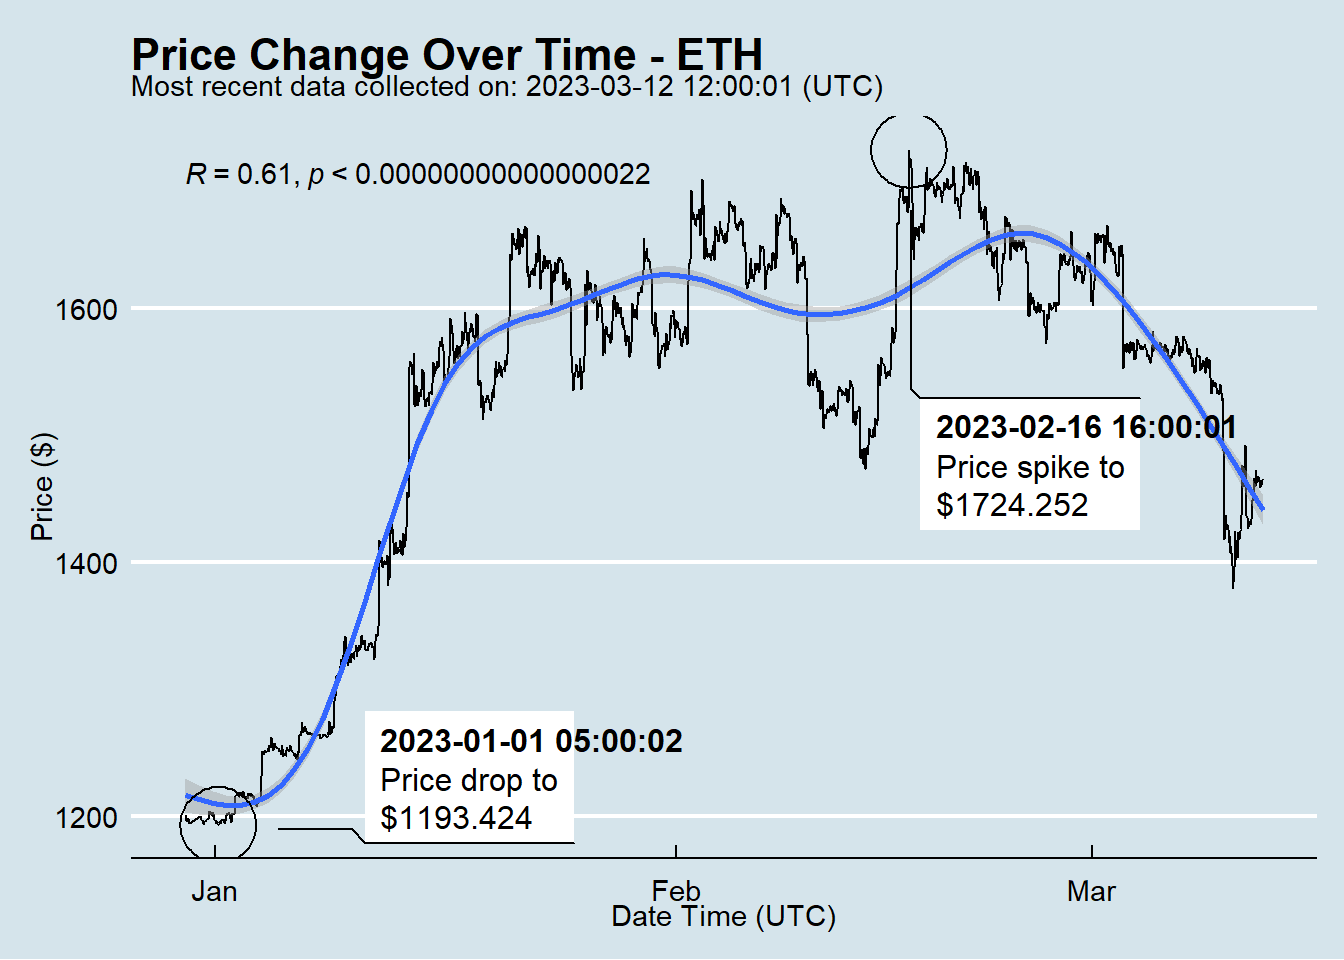 Price Change Over Time - ETH
Most recent data collected on: 2023-03-12 12:00:01 (UTC)
R = 0.61, p < 0.00000000000000022
1600
1400
1200
Price ($)
2023-02-16 16:00:01
Price spike to
$1724.252
2023-01-01 05:00:02
Price drop to
$1193.424
Jan
Feb
Mar
Date Time (UTC)